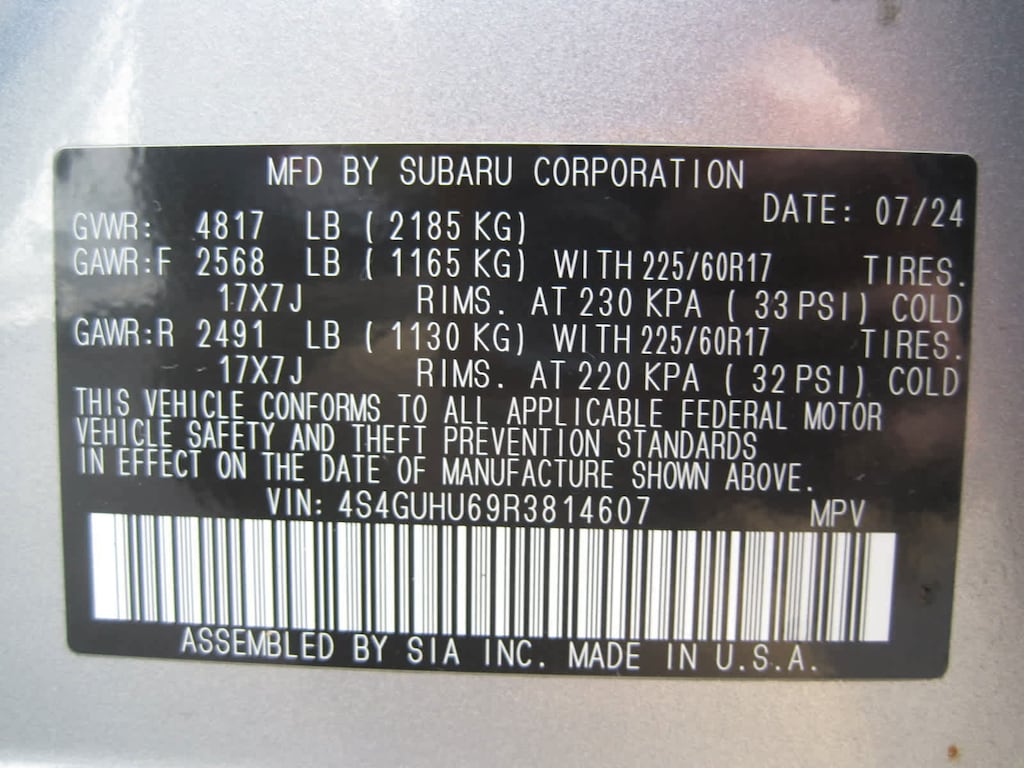 MFD BY SUBARU CORPORATION
DATE: 07/24
GVWR: 4817 LB ( 2185 KG)
GAWR:F 2568 LB ( 1165 KG) WITH 225/60R17 TIRES.
17X7J RIMS. AT 230 KPA ( 33 PSI) COLD
GAWR:R 2491 LB ( 1130 KG) WITH 225/60R17 TIRES.
17X7J RIMS. AT 220 KPA ( 32 PSI) COLD
THIS VEHICLE CONFORMS TO ALL APPLICABLE FEDERAL MOTOR
VEHICLE SAFETY AND THEFT PREVENTION STANDARDS
IN EFFECT ON THE DATE OF MANUFACTURE SHOWN ABOVE.
VIN: 4S4GUHU69R3814607 MPV
ASSEMBLED BY SIA INC. MADE IN U.S.A.